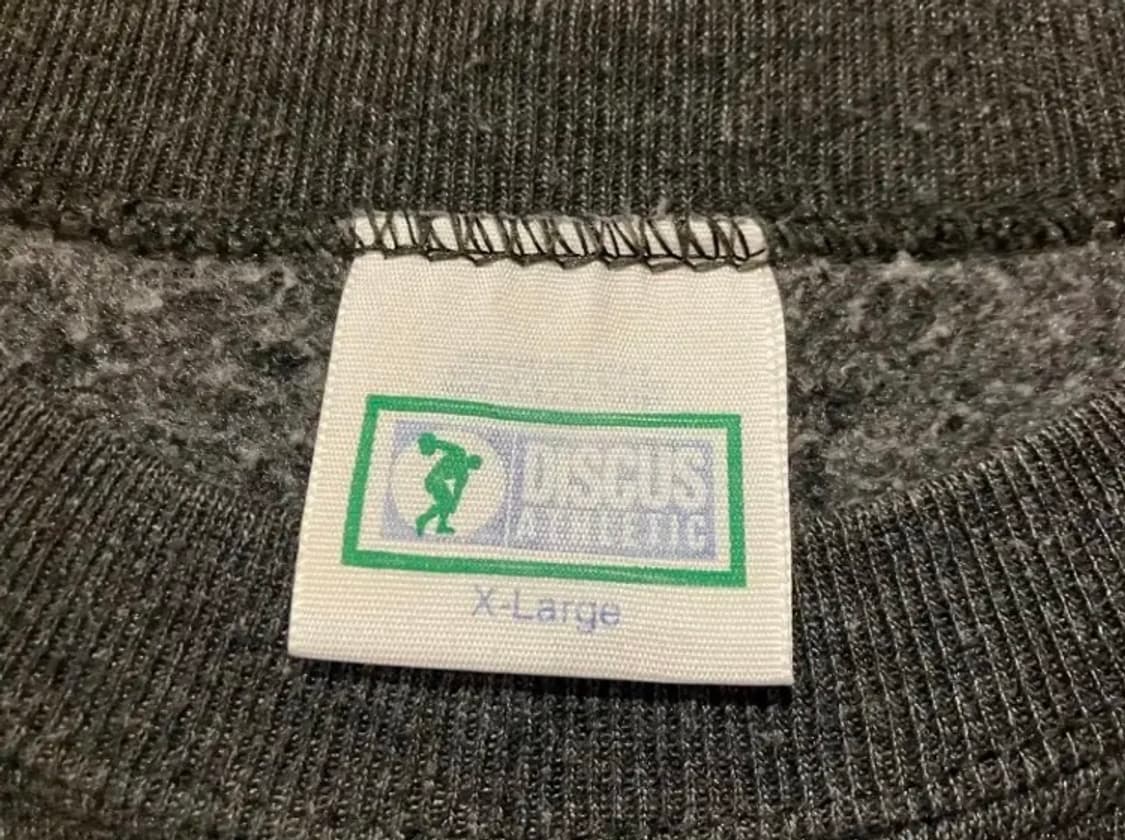 DISCUS
ATHLETIC
X-Large